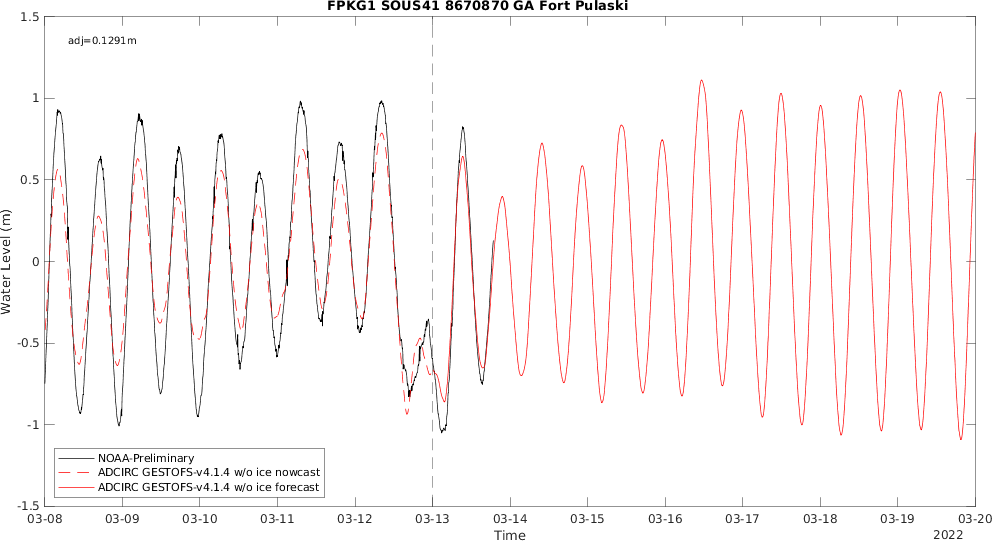 FPKG1 SOUS41 8670870 GA Fort Pulaski
adj=0.1291m
1.5
1
0.5
0
-0.5
-1
-1.5
Water Level (m)
NOAA-Preliminary
ADCIRC GESTOFS-v4.1.4 w/o ice nowcast
ADCIRC GESTOFS-v4.1.4 w/o ice forecast
03-08 03-09 03-10 03-11 03-12 03-13 03-14 03-15 03-16 03-17 03-18 03-19 03-20
Time
2022